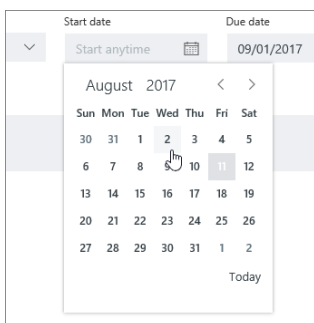 Start date Due date
Start anytime 09/01/2017
August 2017
Sun Mon Tue Wed Thu Fri Sat
30 31 1 2 3 4 5
6 7 8 9 10 11 12
13 14 15 16 17 18 19
20 21 22 23 24 25 26
27 28 29 30 31 1 2
Today